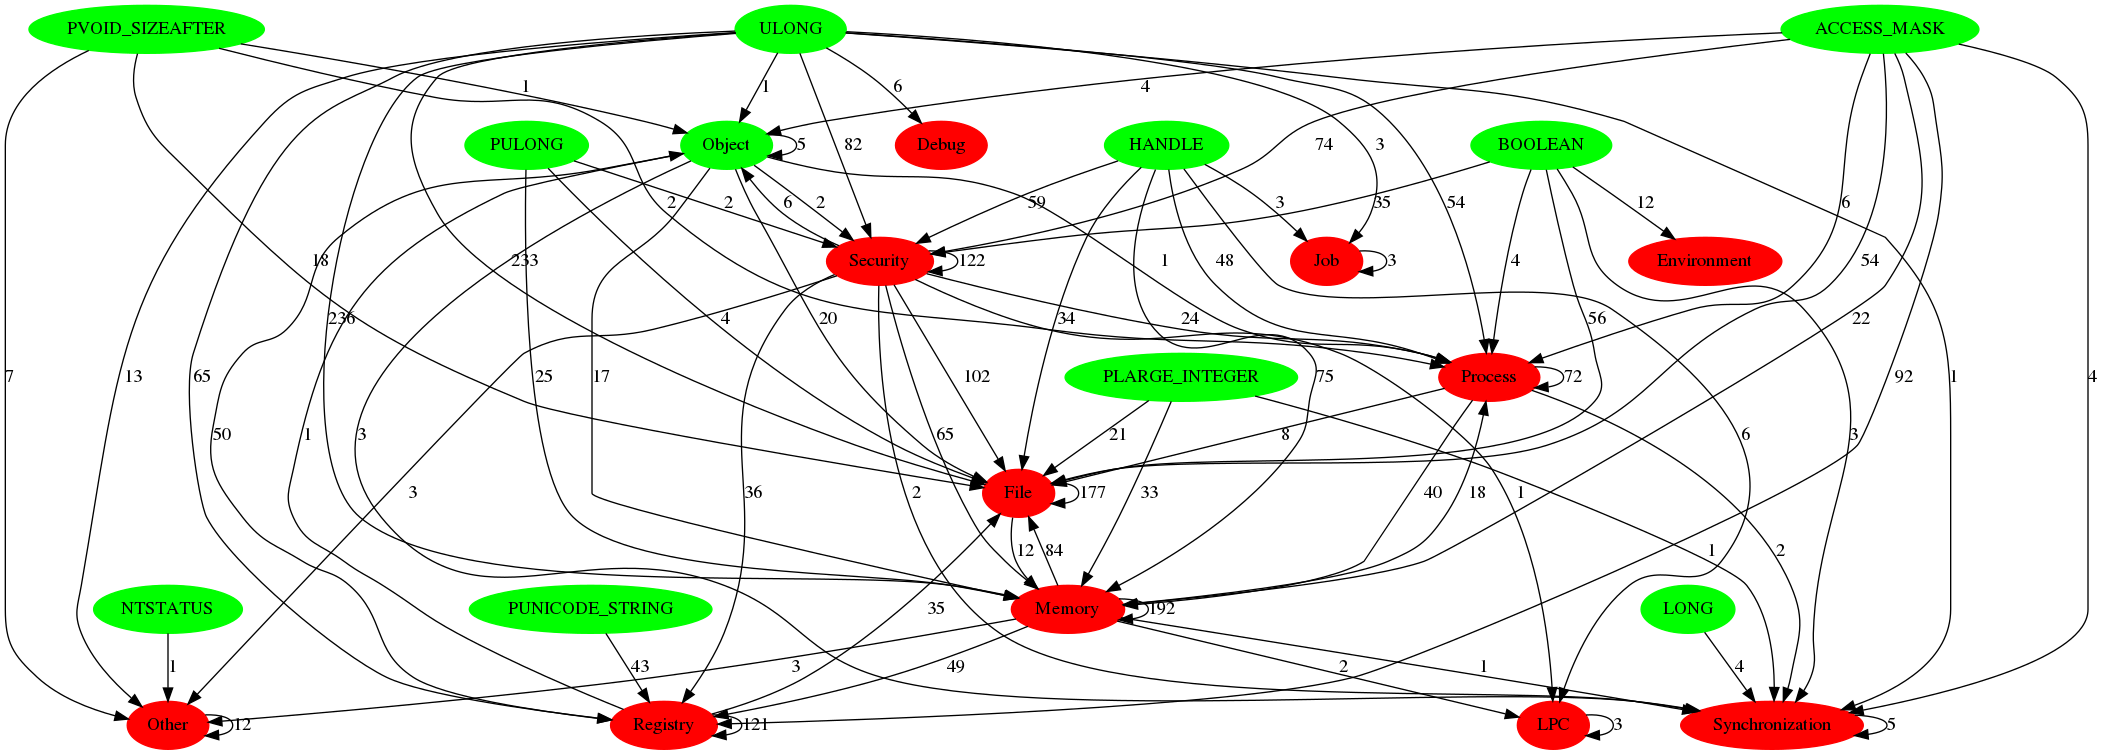 PVOID_SIZEAFTER ULONG ACCESS_MASK
1 1 6 4
PULONG Object 5 82 Debug HANDLE 74 3 BOOLEAN
2 2 6 2 59 3 35 54 12 6
18 233 Security 122 1 48 Job 3 4 Environment 54
236 4 20 34 24 56 22
7 13 65 25 17 102 PLARGE_INTEGER 75 Process 72 92 1 4
50 1 3 3 65 21 8 6 3
36 2 File 177 33 40 18 1
12 84 1 2
NTSTATUS PUNICODE_STRING 35 Memory 192 LONG
1 43 49 3 2 1 4
Other 12 Registry 121 LPC 3 Synchronization 5